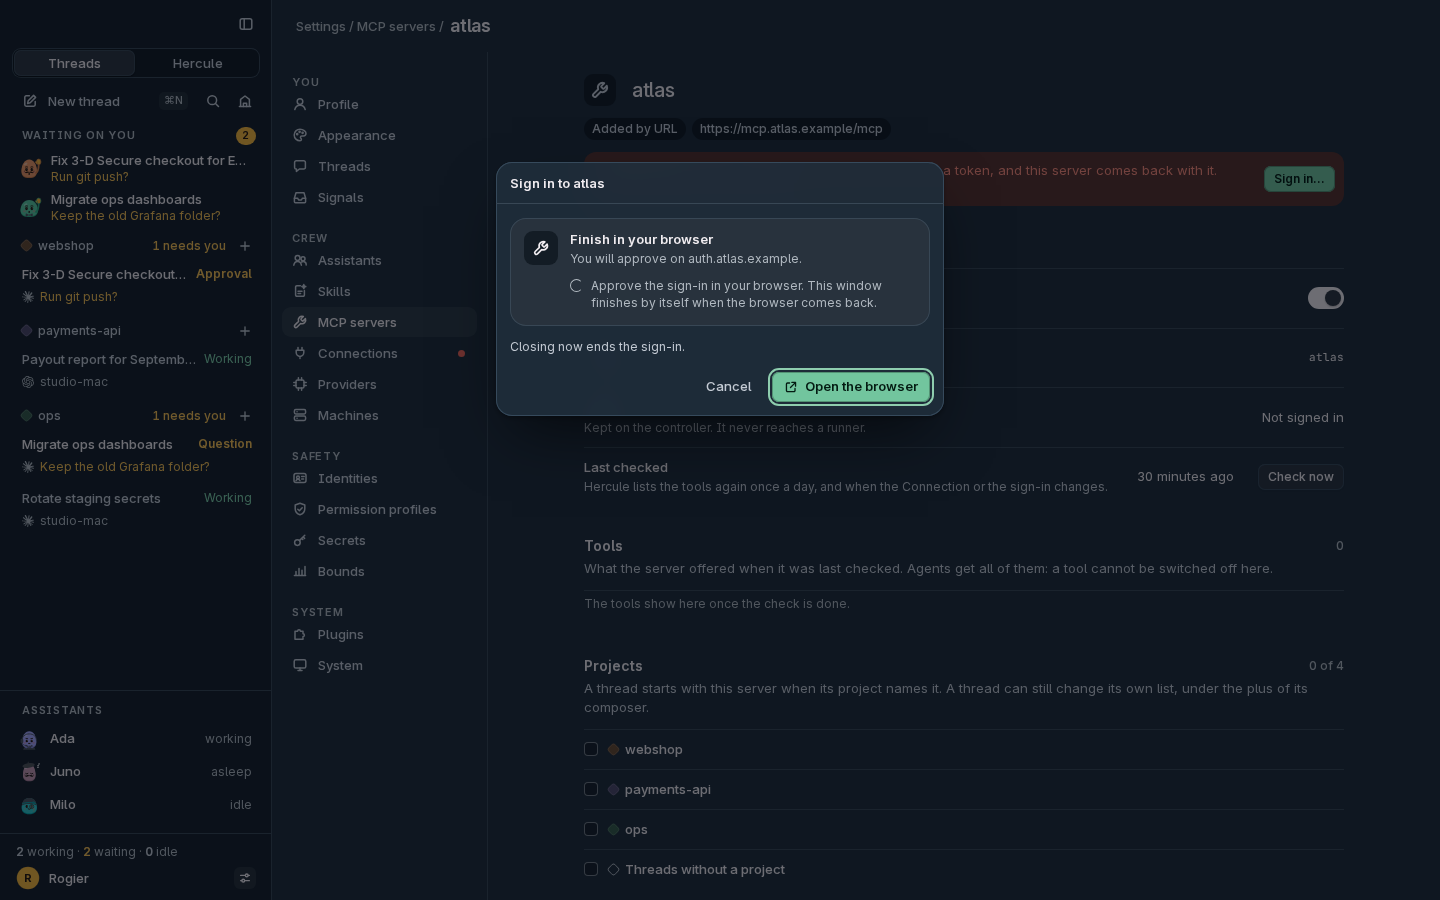 Settings / MCP servers / atlas
Threads
Hercule
New thread
⌘N
WAITING ON YOU
2
Fix 3-D Secure checkout for E…
Run git push?
Migrate ops dashboards
Keep the old Grafana folder?
webshop
1 needs you
Fix 3-D Secure checkout…
Approval
Run git push?
payments-api
Payout report for Septemb…
Working
studio-mac
ops
1 needs you
Migrate ops dashboards
Question
Keep the old Grafana folder?
Rotate staging secrets
Working
studio-mac
ASSISTANTS
Ada
working
Juno
asleep
Milo
idle
2 working · 2 waiting · 0 idle
R
Rogier
YOU
Profile
Appearance
Threads
Signals
CREW
Assistants
Skills
MCP servers
Connections
Providers
Machines
SAFETY
Identities
Permission profiles
Secrets
Bounds
SYSTEM
Plugins
System
atlas
Added by URL
https://mcp.atlas.example/mcp
a token, and this server comes back with it.
Sign in…
Sign in to atlas
Finish in your browser
You will approve on auth.atlas.example.
Approve the sign-in in your browser. This window
finishes by itself when the browser comes back.
Closing now ends the sign-in.
Cancel
Open the browser
atlas
Not signed in
Kept on the controller. It never reaches a runner.
Last checked
Hercule lists the tools again once a day, and when the Connection or the sign-in changes.
30 minutes ago
Check now
Tools
0
What the server offered when it was last checked. Agents get all of them: a tool cannot be switched off here.
The tools show here once the check is done.
Projects
0 of 4
A thread starts with this server when its project names it. A thread can still change its own list, under the plus of its
composer.
webshop
payments-api
ops
Threads without a project